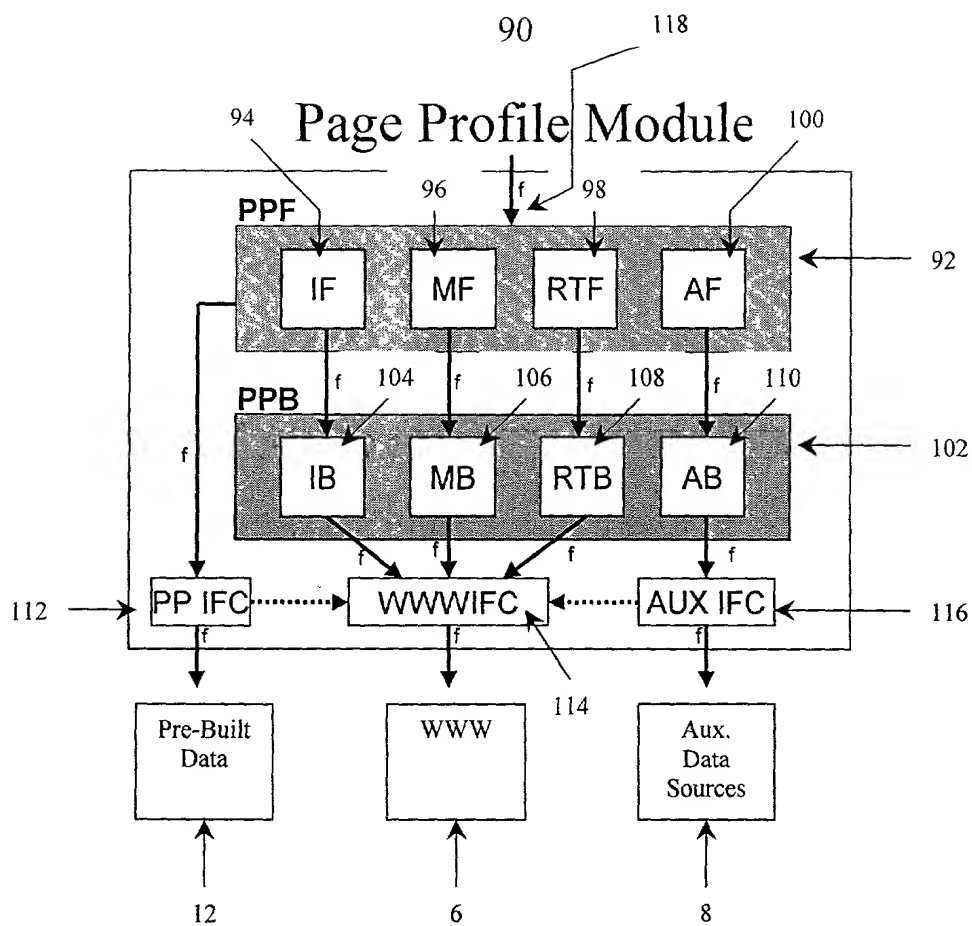 90
118
Page Profile Module
94
96
98
100
f
PPF
92
IF
MF
RTF
AF
f
f
f
f
104
106
108
110
PPB
102
f
IB
MB
RTB
AB
f
f
f
f
112
PP IFC
WWWIFC
AUX IFC
116
f
f
f
114
Pre-Built
Data
WWW
Aux.
Data
Sources
12
6
8